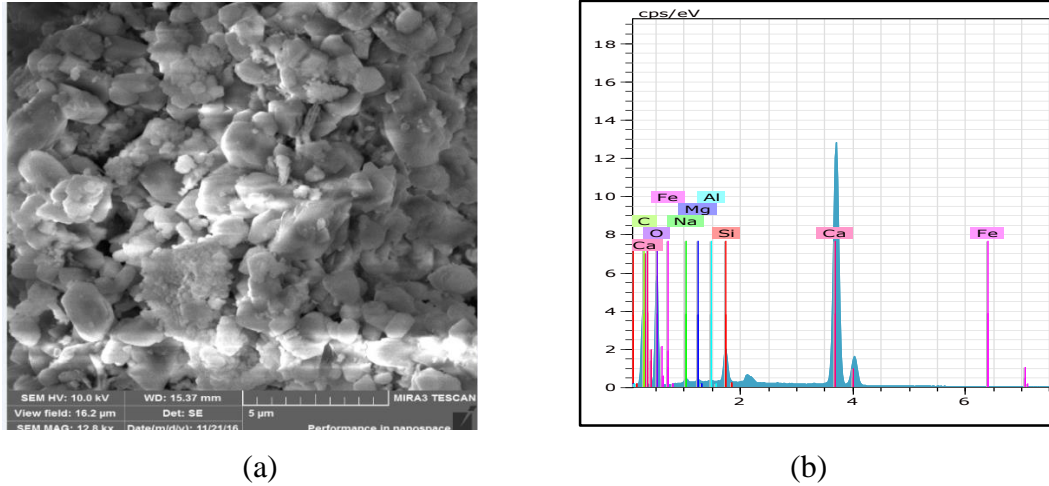 SEM HV: 10.0 kV WD: 15.37 mm MIRA3 TESCAN
View field: 16.2 µm Det: SE 5 µm
SEM MAG: 12.8 kx Date(m/d/y): 11/21/16 Performance in nanospace
(a)
cps/eV
18
16
14
12
10
8
6
4
2
0
Fe Al
Mg
C Na
O Si Ca Fe
Ca
2 4 6
(b)